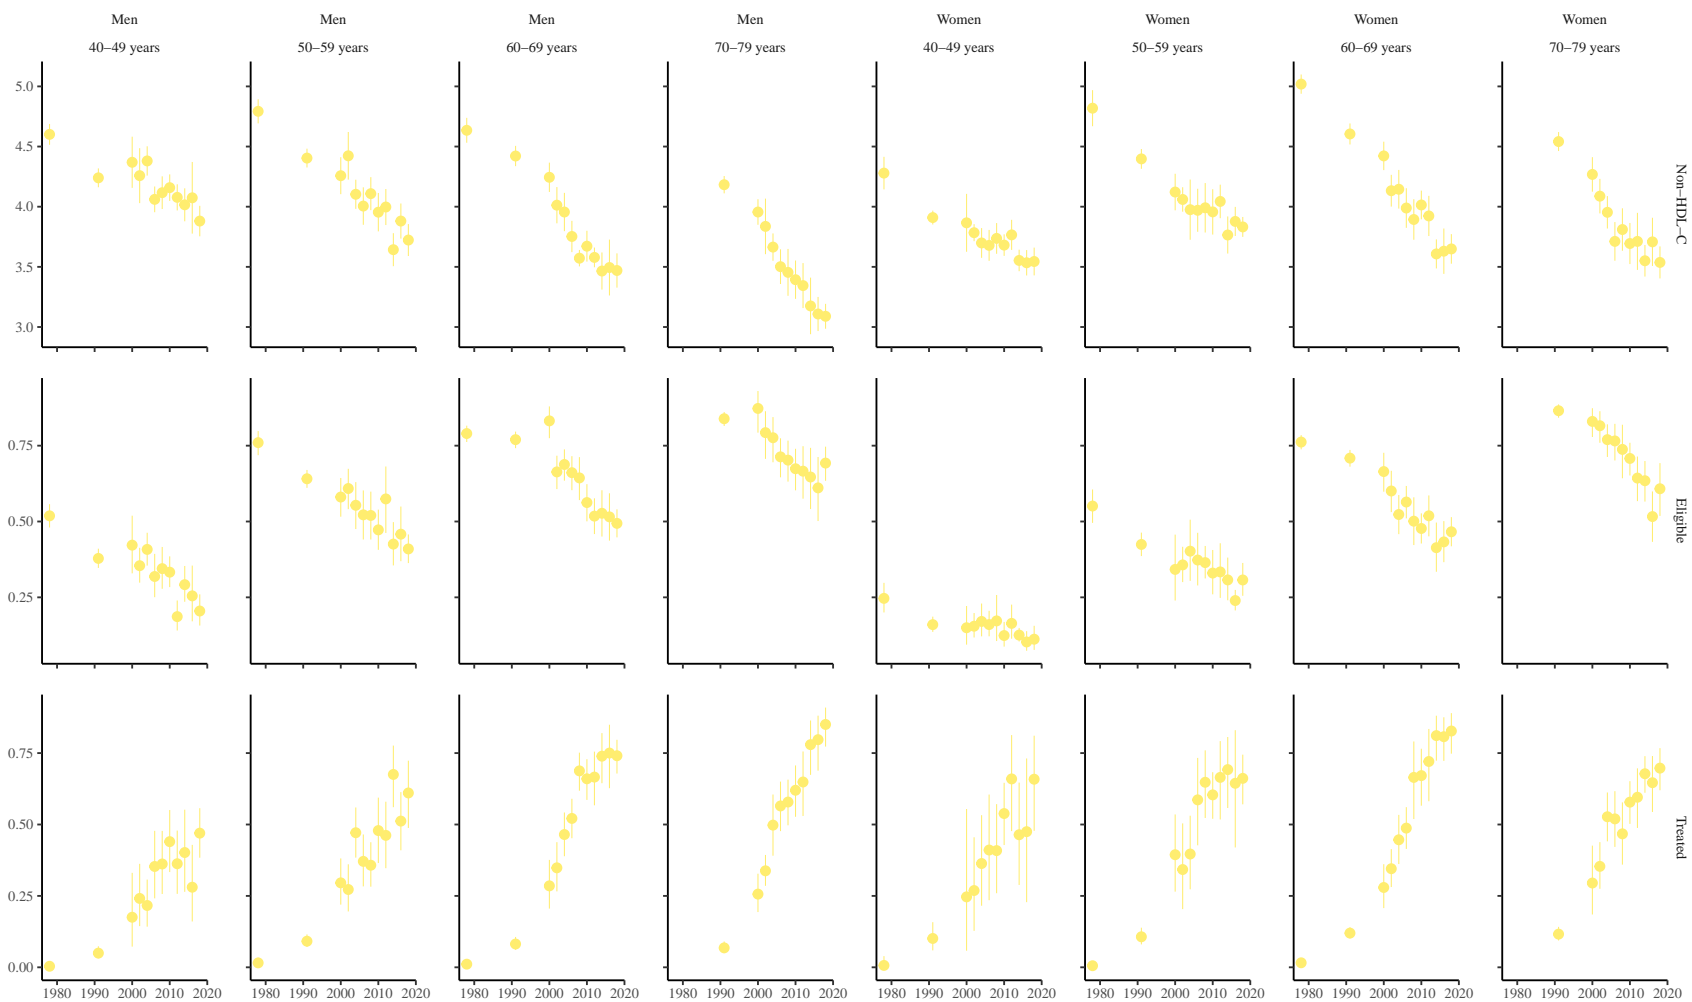 Men Men Men Men Women Women Women Women
40–49 years 50–59 years 60–69 years 70–79 years 40–49 years 50–59 years 60–69 years 70–79 years
5.0
4.5
4.0
3.5
3.0
Non−HDL−C
0.75
0.50
0.25
Eligible
0.75
0.50
0.25
0.00
Treated
1980 1990 2000 2010 2020 1980 1990 2000 2010 2020 1980 1990 2000 2010 2020 1980 1990 2000 2010 2020 1980 1990 2000 2010 2020 1980 1990 2000 2010 2020 1980 1990 2000 2010 2020 1980 1990 2000 2010 2020